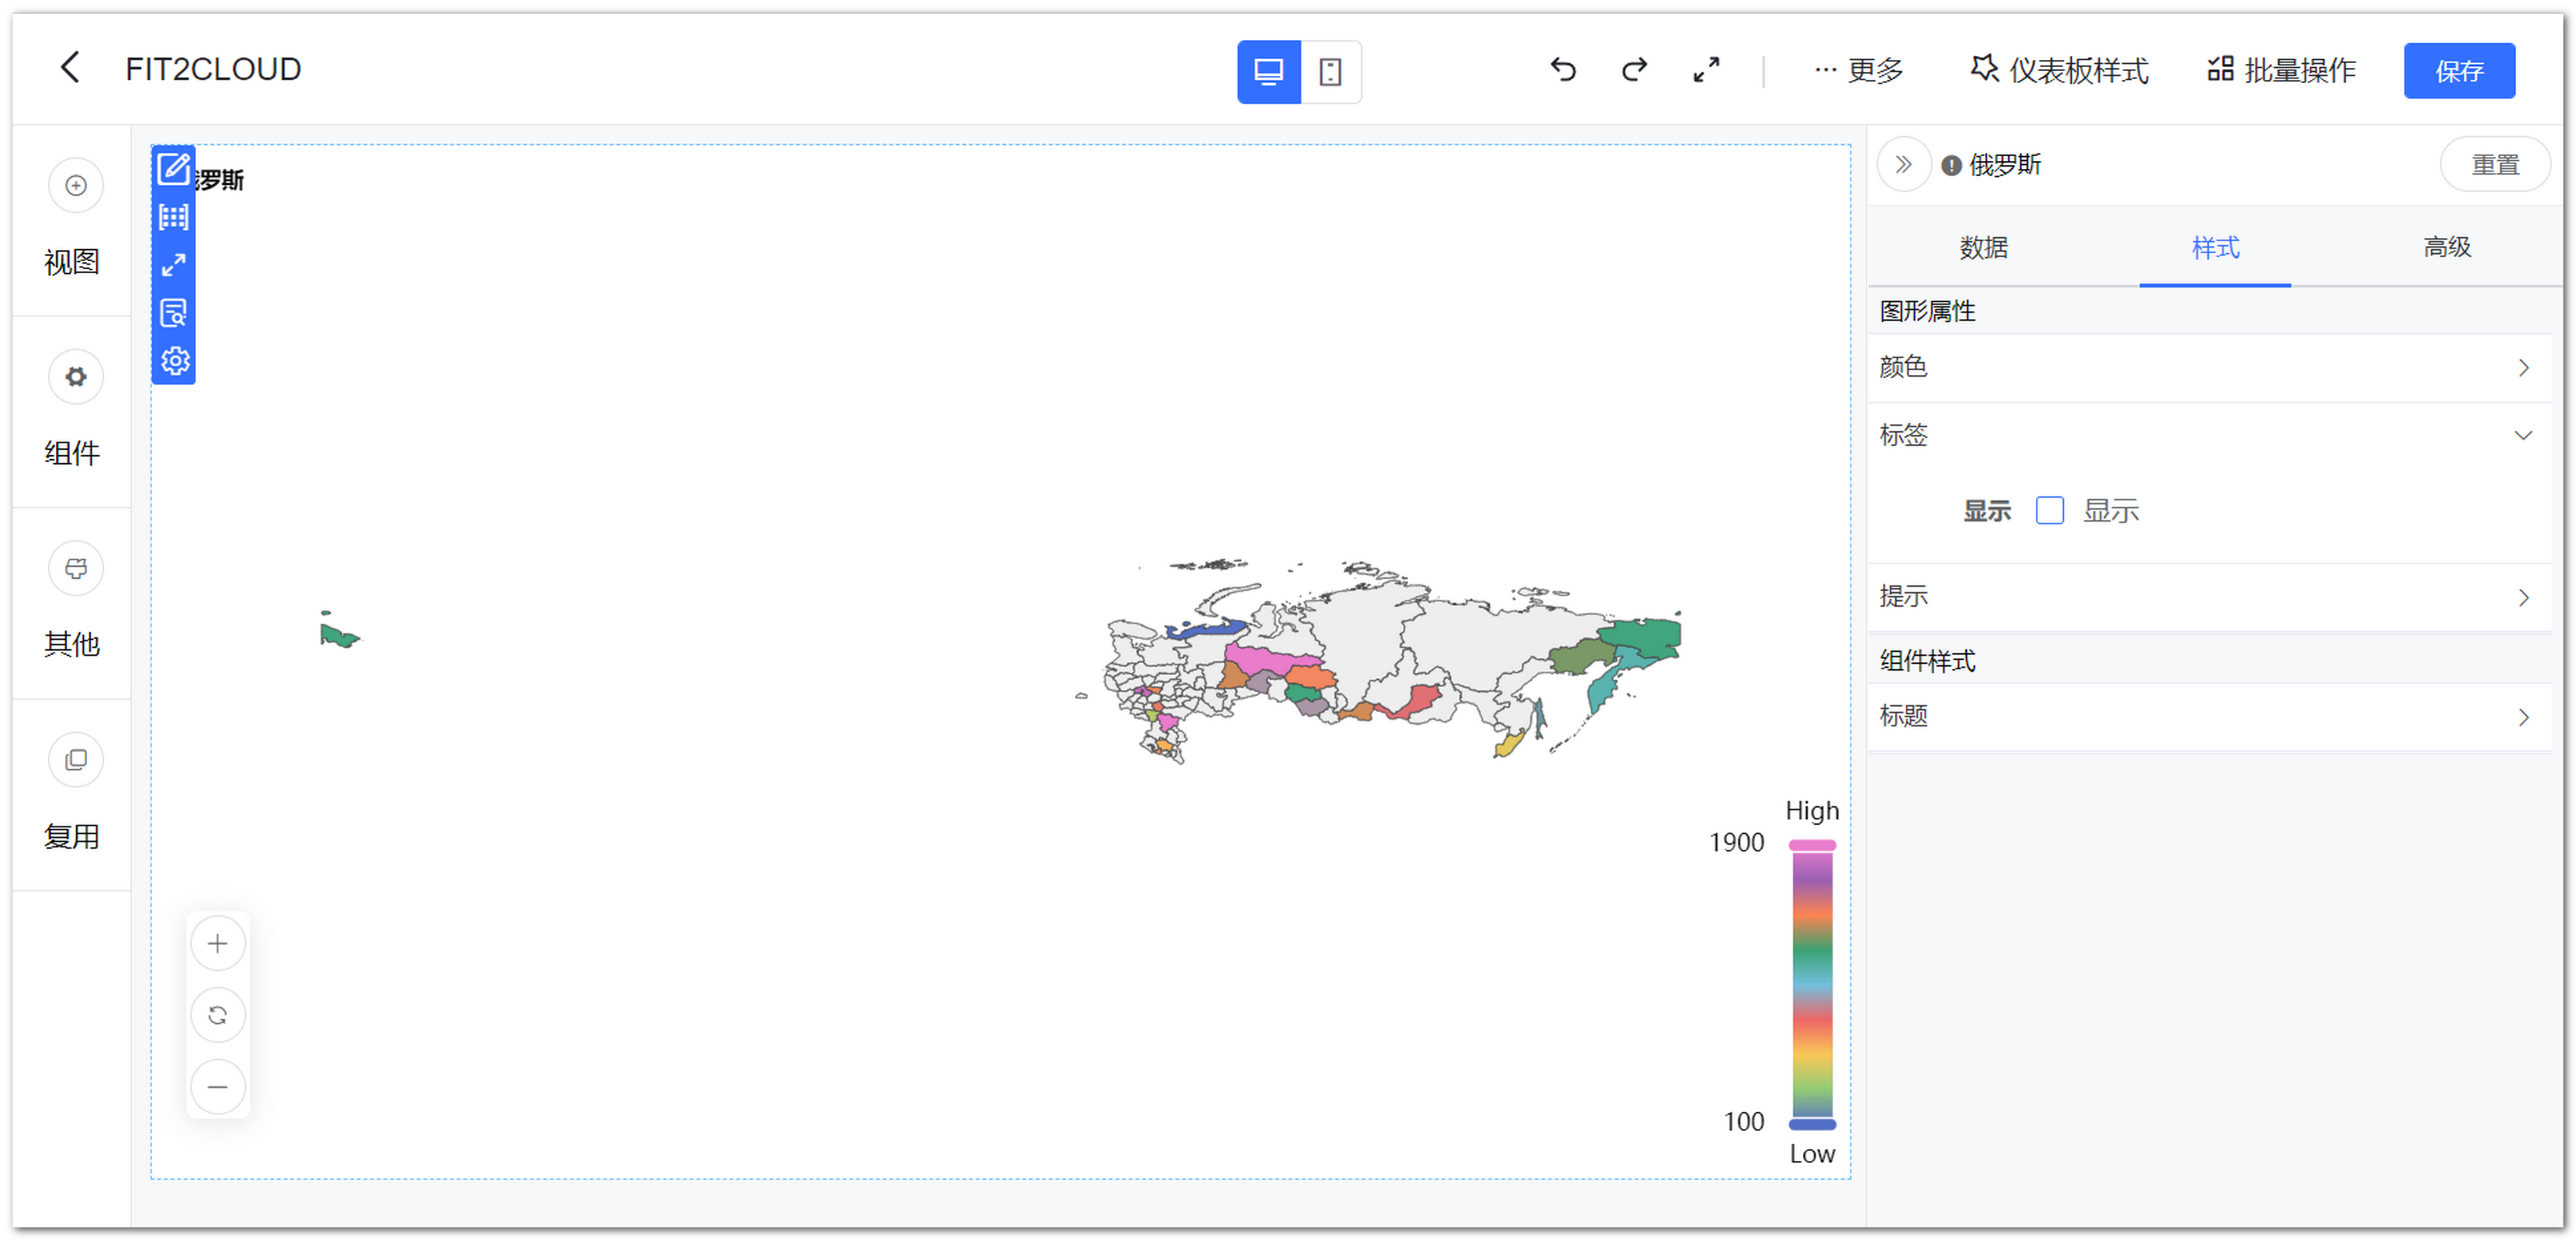 FIT2CLOUD
更多
仪表板样式
批量操作
保存
视图
组件
其他
复用
罗斯
High
1900
100
Low
俄罗斯
重置
数据
样式
高级
图形属性
颜色
标签
显示 显示
提示
组件样式
标题